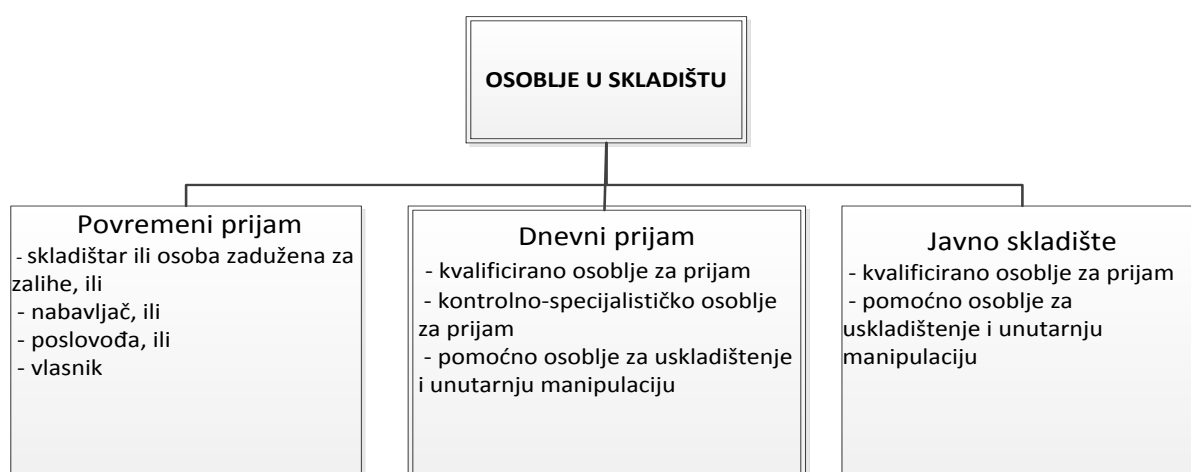 OSOBLJE U SKLADIŠTU
Povremeni prijam
- skladištar ili osoba zadužena za
zalihe, ili
- nabavljač, ili
- poslovođa, ili
- vlasnik
Dnevni prijam
- kvalificirano osoblje za prijam
- kontrolno-specijalističko osoblje
za prijam
- pomoćno osoblje za uskladištenje
i unutarnju manipulaciju
Javno skladište
- kvalificirano osoblje za prijam
- pomoćno osoblje za
uskladištenje i unutarnju
manipulaciju